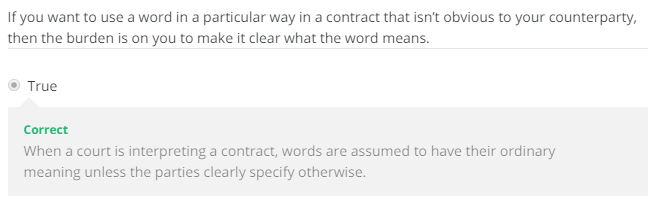 If you want to use a word in a particular way in a contract that isn't obvious to your counterparty,
then the burden is on you to make it clear what the word means.
True
Correct
When a court is interpreting a contract, words are assumed to have their ordinary
meaning unless the parties clearly specify otherwise.